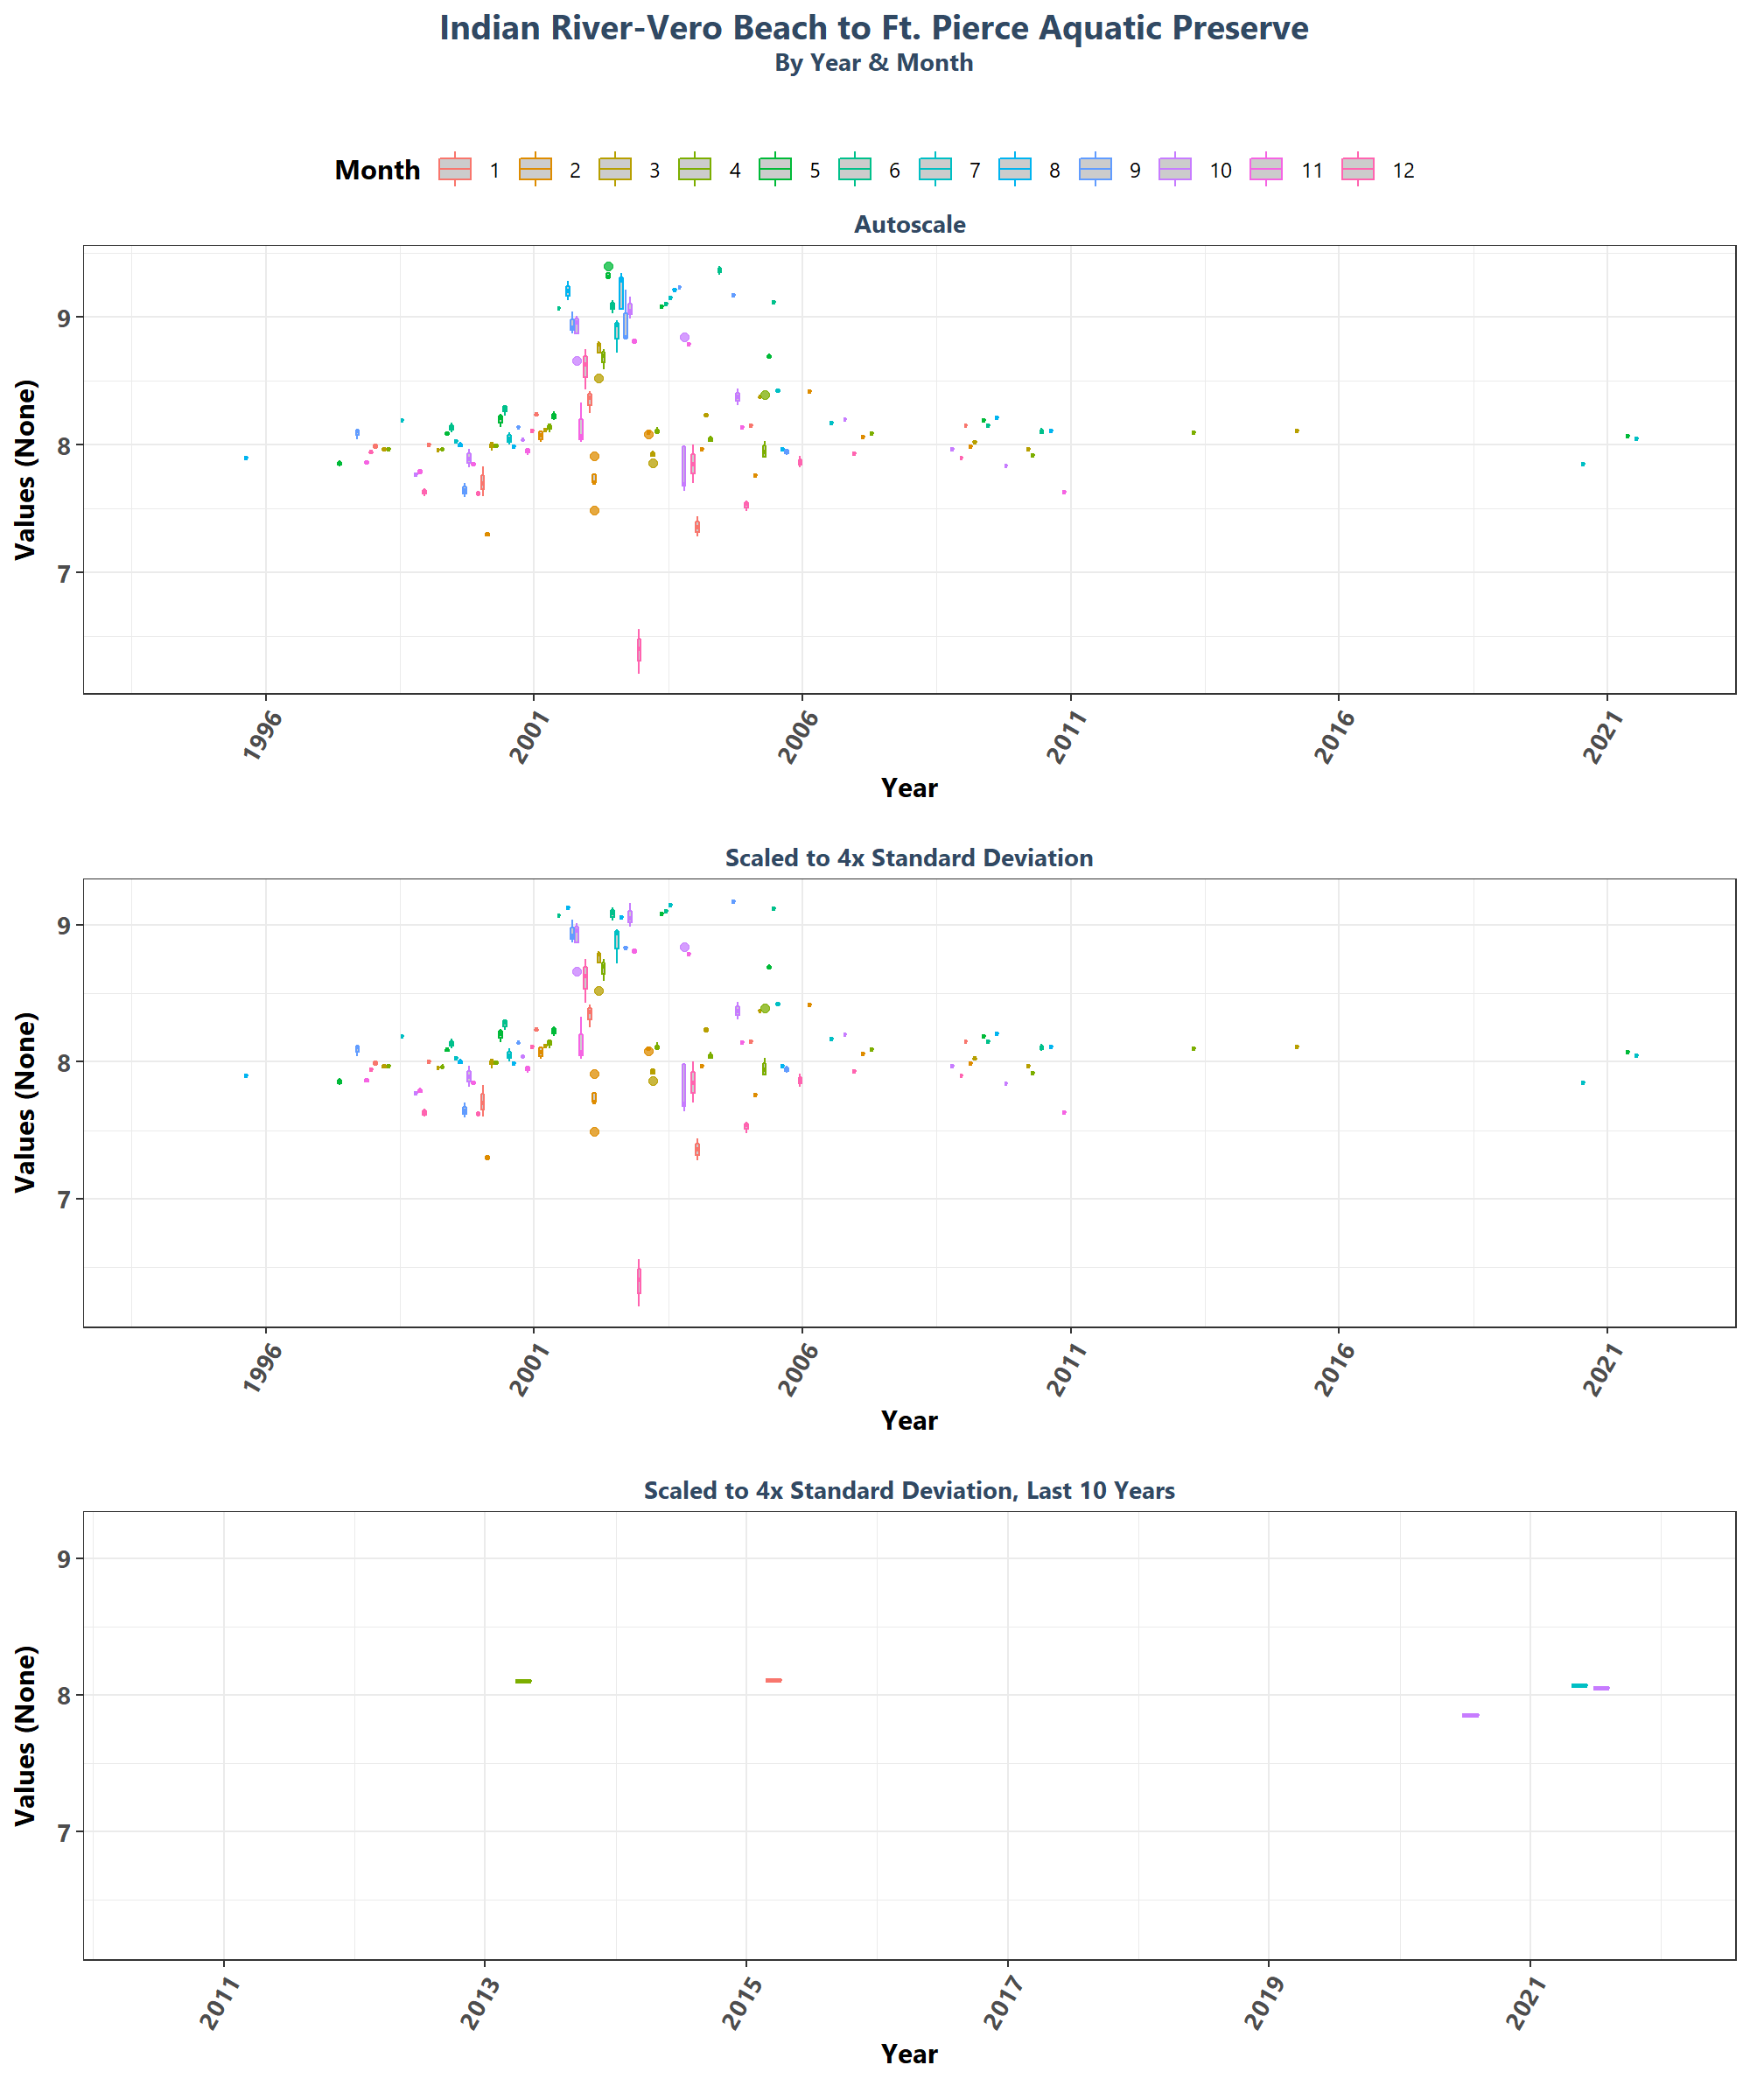 Indian River-Vero Beach to Ft. Pierce Aquatic Preserve
By Year & Month
Month 1 2 3 4 5 6 7 8 9 10 11 12
Autoscale
Values (None)
9
8
7
1996 2001 2006 2011 2016 2021
Year
Scaled to 4x Standard Deviation
Values (None)
9
8
7
1996 2001 2006 2011 2016 2021
Year
Scaled to 4x Standard Deviation, Last 10 Years
Values (None)
9
8
7
2011 2013 2015 2017 2019 2021
Year